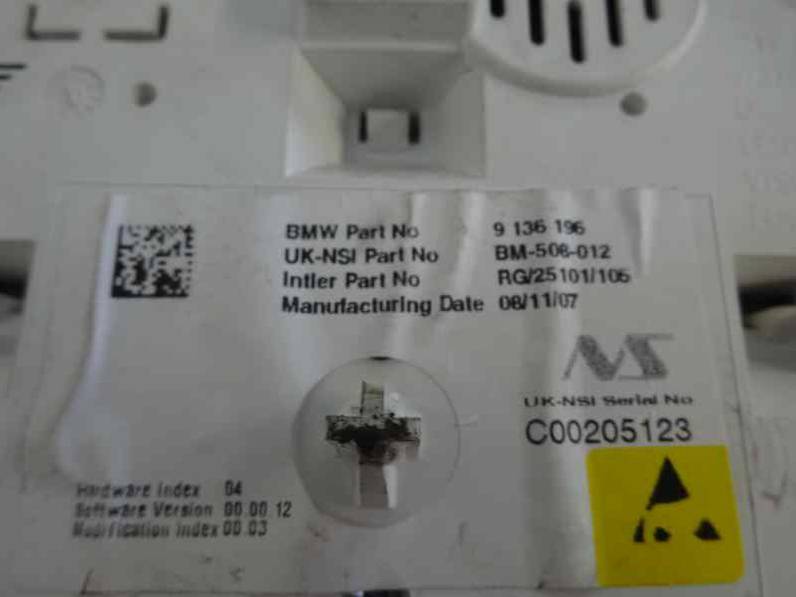 BMW Part No 9 136 196
UK-NSI Part No BM-506-012
Intier Part No RG/25101/105
Manufacturing Date 08/11/07
NS
UK-NSI Serial No
C00205123
Hardware Index 04
Software Version 00.00 12
Modification Index 00.03